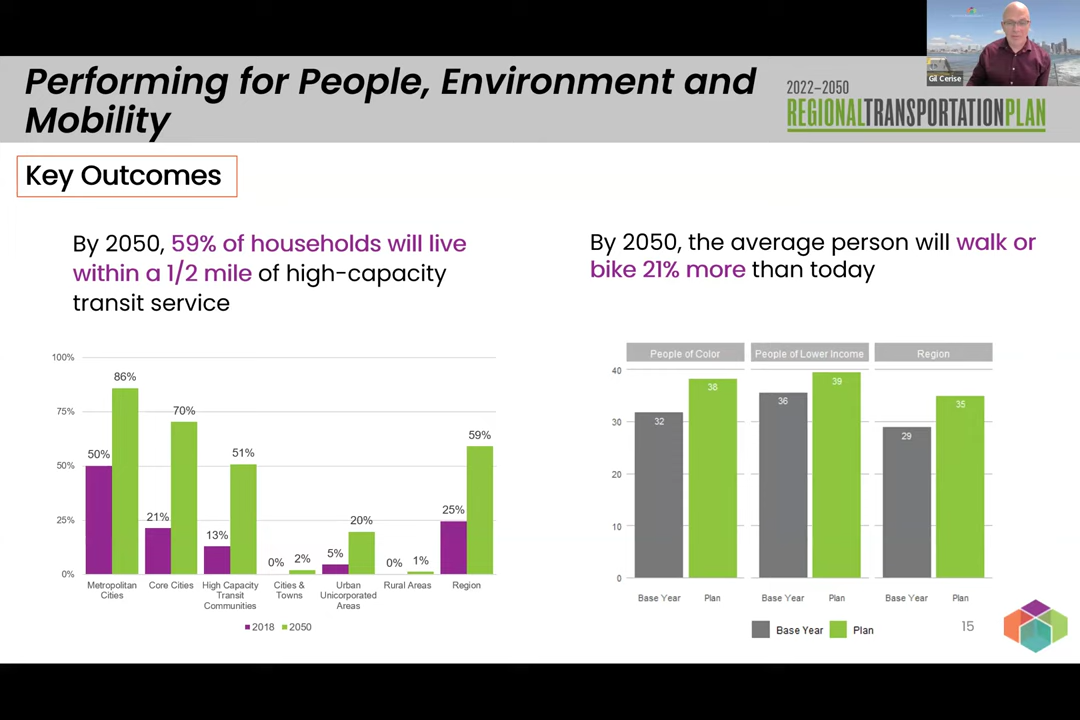 Gil Cerise
Performing for People, Environment and
Mobility
2022–2050
REGIONALTRANSPORTATIONPLAN
Key Outcomes
By 2050, 59% of households will live
within a 1/2 mile of high-capacity
transit service
100%
75%
50%
25%
0%
50%
86%
21%
70%
13%
51%
0%
2%
5%
20%
0%
1%
25%
59%
Metropolitan
Cities
Core Cities
High Capacity
Transit
Communities
Cities &
Towns
Urban
Unincorporated
Areas
Rural Areas
Region
2018
2050
By 2050, the average person will walk or
bike 21% more than today
People of Color
People of Lower Income
Region
40
30
20
10
0
32
38
36
39
29
35
Base Year
Plan
Base Year
Plan
Base Year
Plan
Base Year
Plan
15